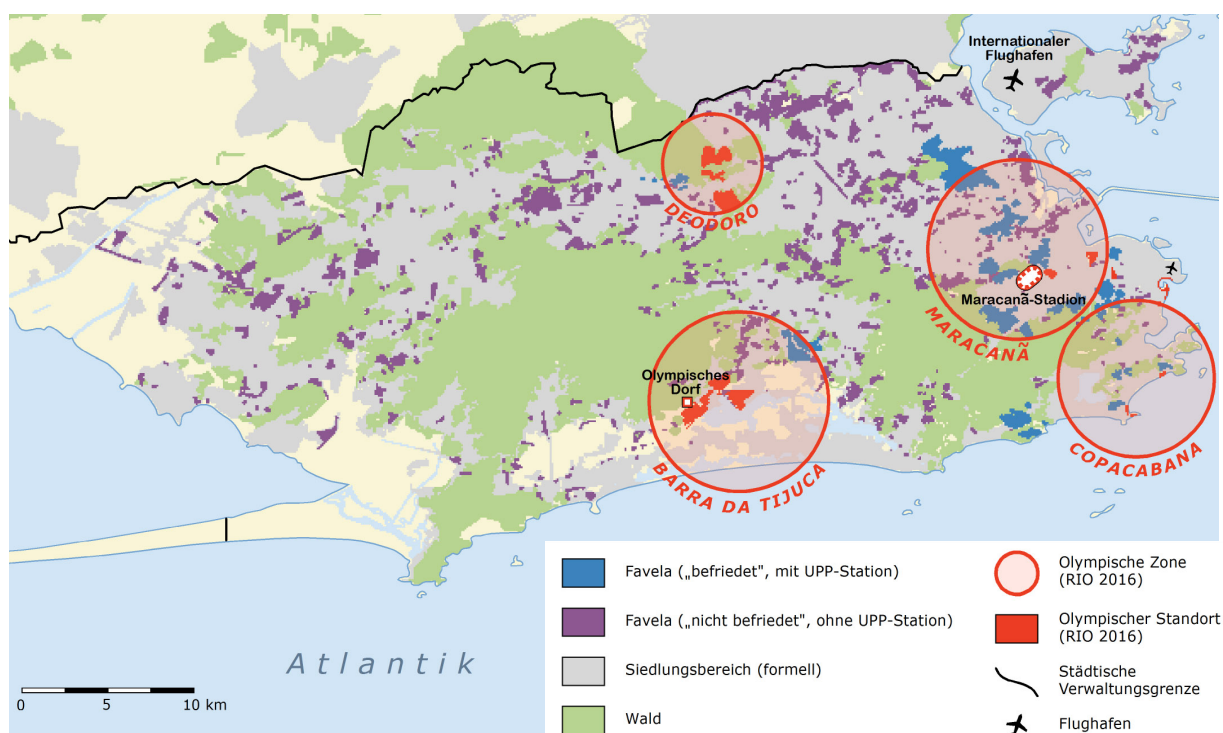 Internationaler
Flughafen
DEODORO
Maracanã-Stadion
MARACANÃ
Olympisches
Dorf
BARRA DA TIJUCA
COPACABANA
Atlantik
0 5 10 km
Favela („befriedet", mit UPP-Station)
Favela („nicht befriedet", ohne UPP-Station)
Siedlungsbereich (formell)
Wald
Olympische Zone
(RIO 2016)
Olympischer Standort
(RIO 2016)
Städtische
Verwaltungsgrenze
Flughafen